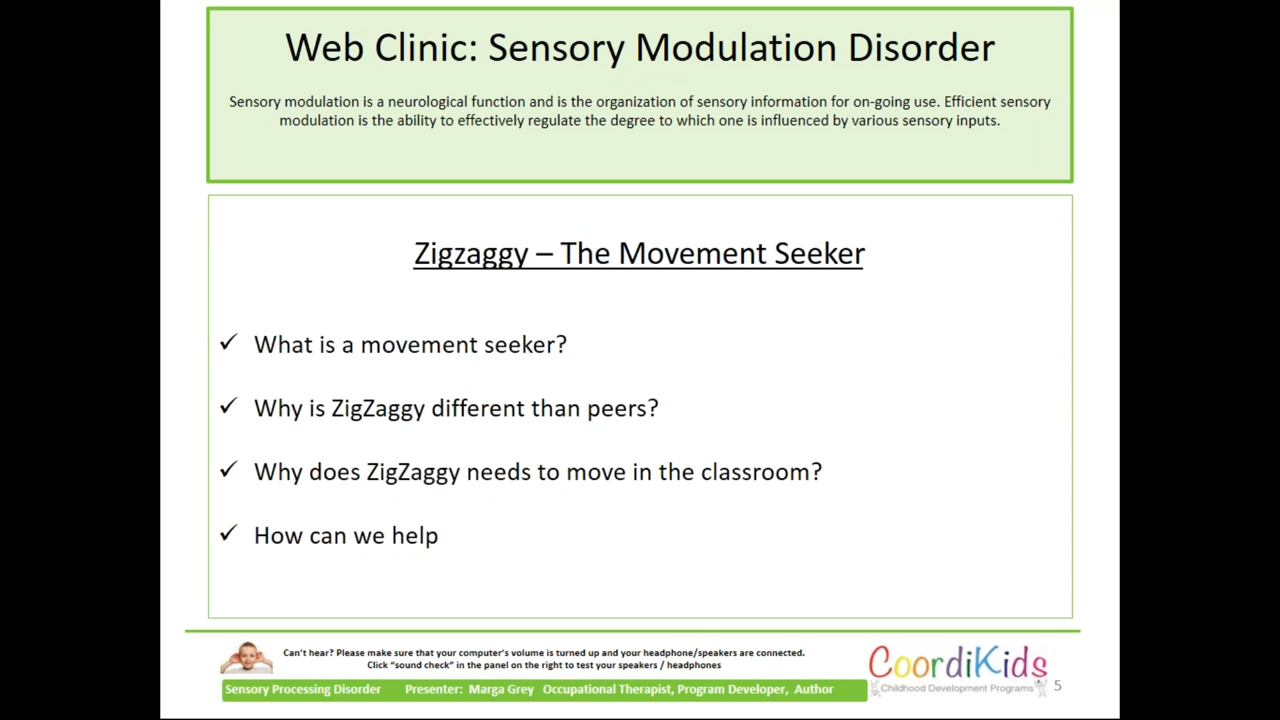 Web Clinic: Sensory Modulation Disorder
Sensory modulation is a neurological function and is the organization of sensory information for on-going use. Efficient sensory
modulation is the ability to effectively regulate the degree to which one is influenced by various sensory inputs.
Zigzaggy – The Movement Seeker
✓ What is a movement seeker?
✓ Why is ZigZaggy different than peers?
✓ Why does ZigZaggy needs to move in the classroom?
✓ How can we help
Can't hear? Please make sure that your computer's volume is turned up and your headphone/speakers are connected.
Click “sound check” in the panel on the right to test your speakers / headphones
Sensory Processing Disorder Presenter: Marga Grey Occupational Therapist, Program Developer, Author
CoordiKids
Childhood Development Programs
5